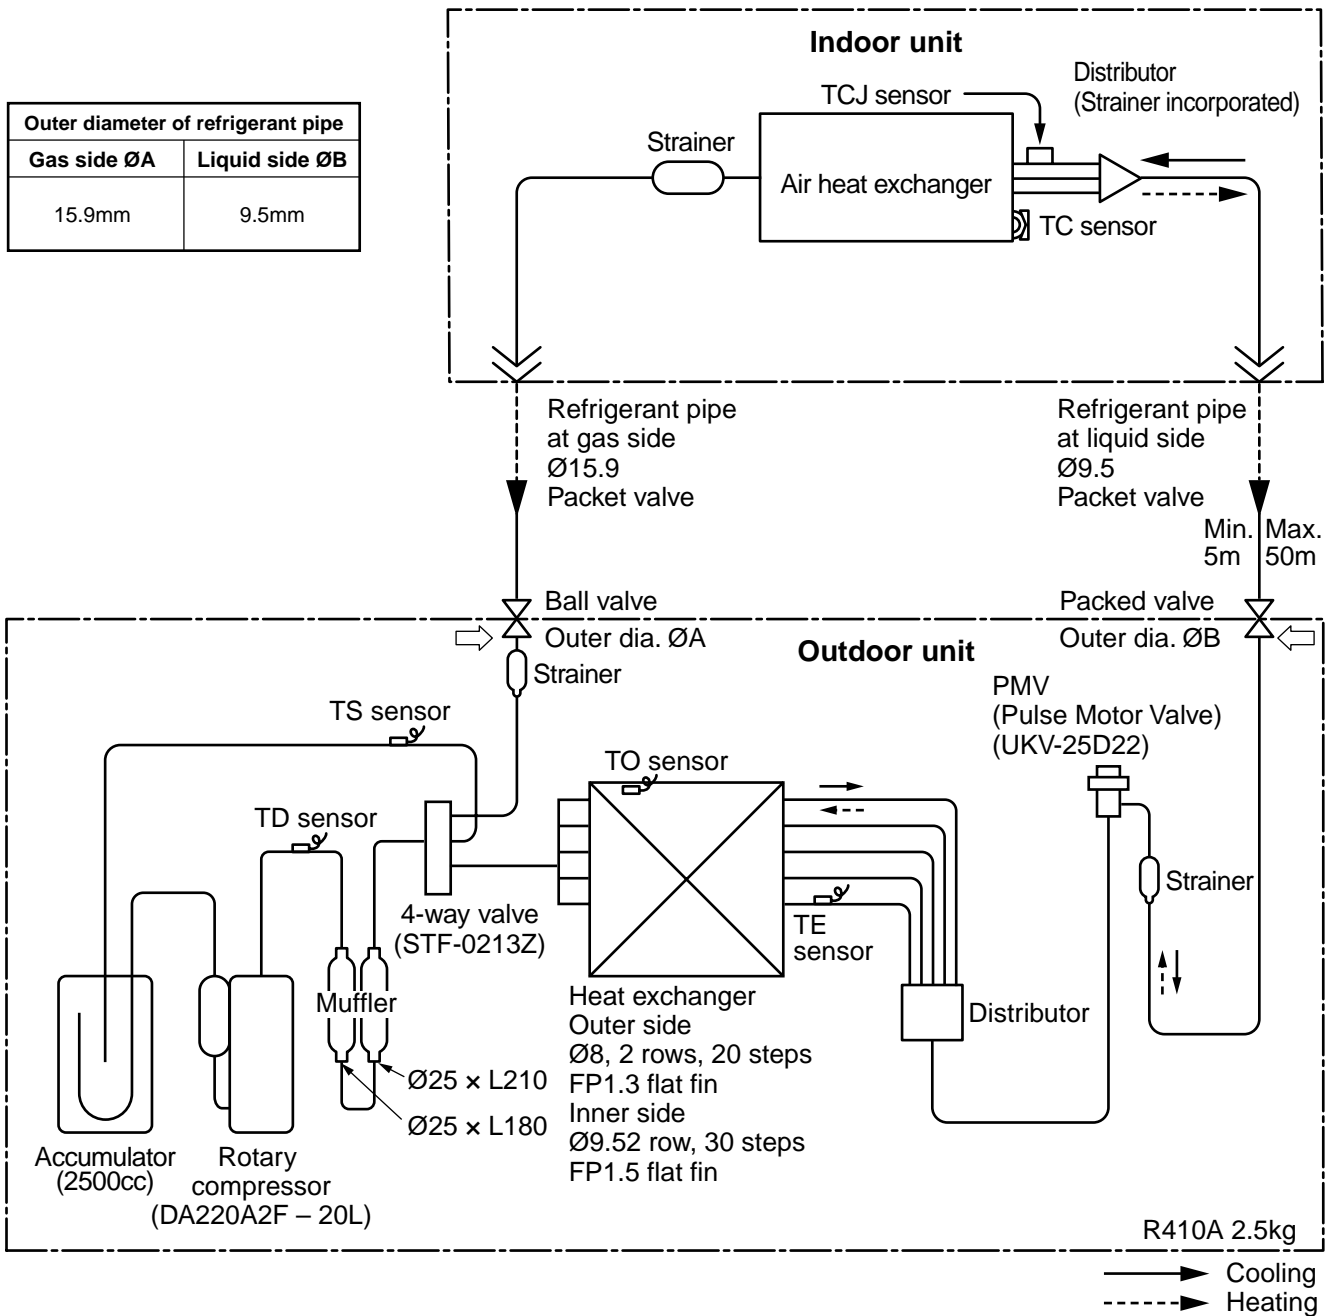 Indoor unit
TCJ sensor
Distributor
(Strainer incorporated)
Outer diameter of refrigerant pipe
Gas side ØA
Liquid side ØB
15.9mm
9.5mm
Strainer
Air heat exchanger
TC sensor
Refrigerant pipe
at gas side
Ø15.9
Packet valve
Refrigerant pipe
at liquid side
Ø9.5
Packet valve
Min.
5m
Max.
50m
Ball valve
Outer dia. ØA
Packed valve
Outer dia. ØB
Outdoor unit
Strainer
PMV
(Pulse Motor Valve)
(UKV-25D22)
TS sensor
TO sensor
TD sensor
Strainer
4-way valve
(STF-0213Z)
TE
sensor
Muffler
Heat exchanger
Outer side
Ø8, 2 rows, 20 steps
FP1.3 flat fin
Inner side
Ø9.52 row, 30 steps
FP1.5 flat fin
Distributor
Ø25 × L210
Ø25 × L180
Accumulator
(2500cc)
Rotary
compressor
(DA220A2F – 20L)
R410A 2.5kg
Cooling
Heating